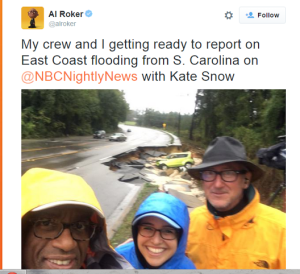 Al Roker
@alroker
Follow
My crew and I getting ready to report on
East Coast flooding from S. Carolina on
@NBCNightlyNews with Kate Snow